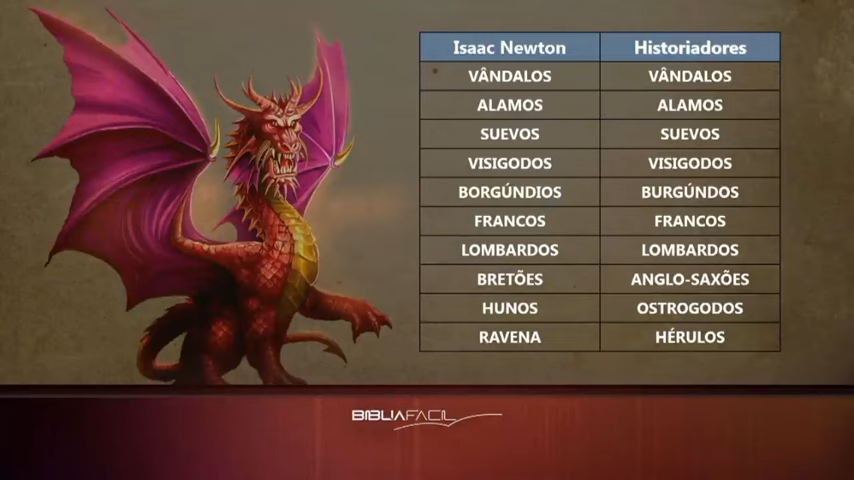 Isaac Newton Historiadores
VÂNDALOS VÂNDALOS
ALAMOS ALAMOS
SUEVOS SUEVOS
VISIGODOS VISIGODOS
BORGÚNDIOS BURGÚNDOS
FRANCOS FRANCOS
LOMBARDOS LOMBARDOS
BRETÕES ANGLO-SAXÕES
HUNOS OSTROGODOS
RAVENA HÉRULOS
BIBLIAFACIL